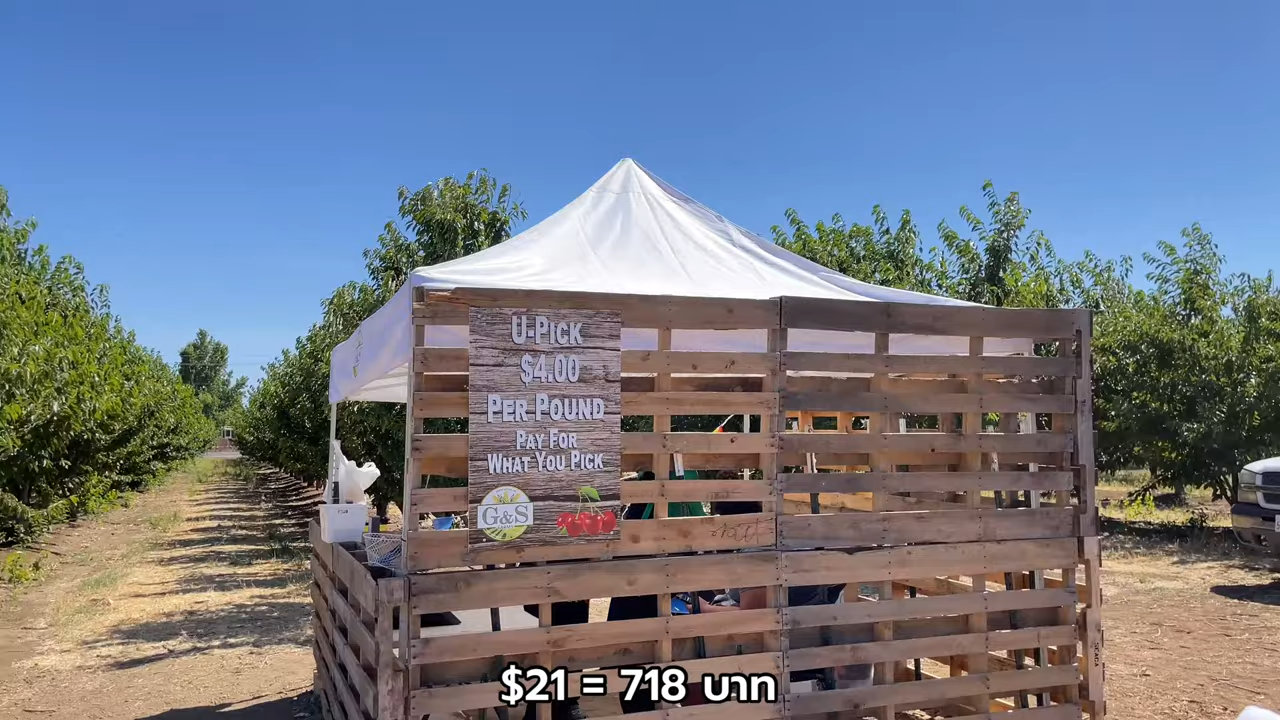 U-PICK
$4.00
PER POUND
PAY FOR
WHAT YOU PICK
G&S
$21 = 718 บาท